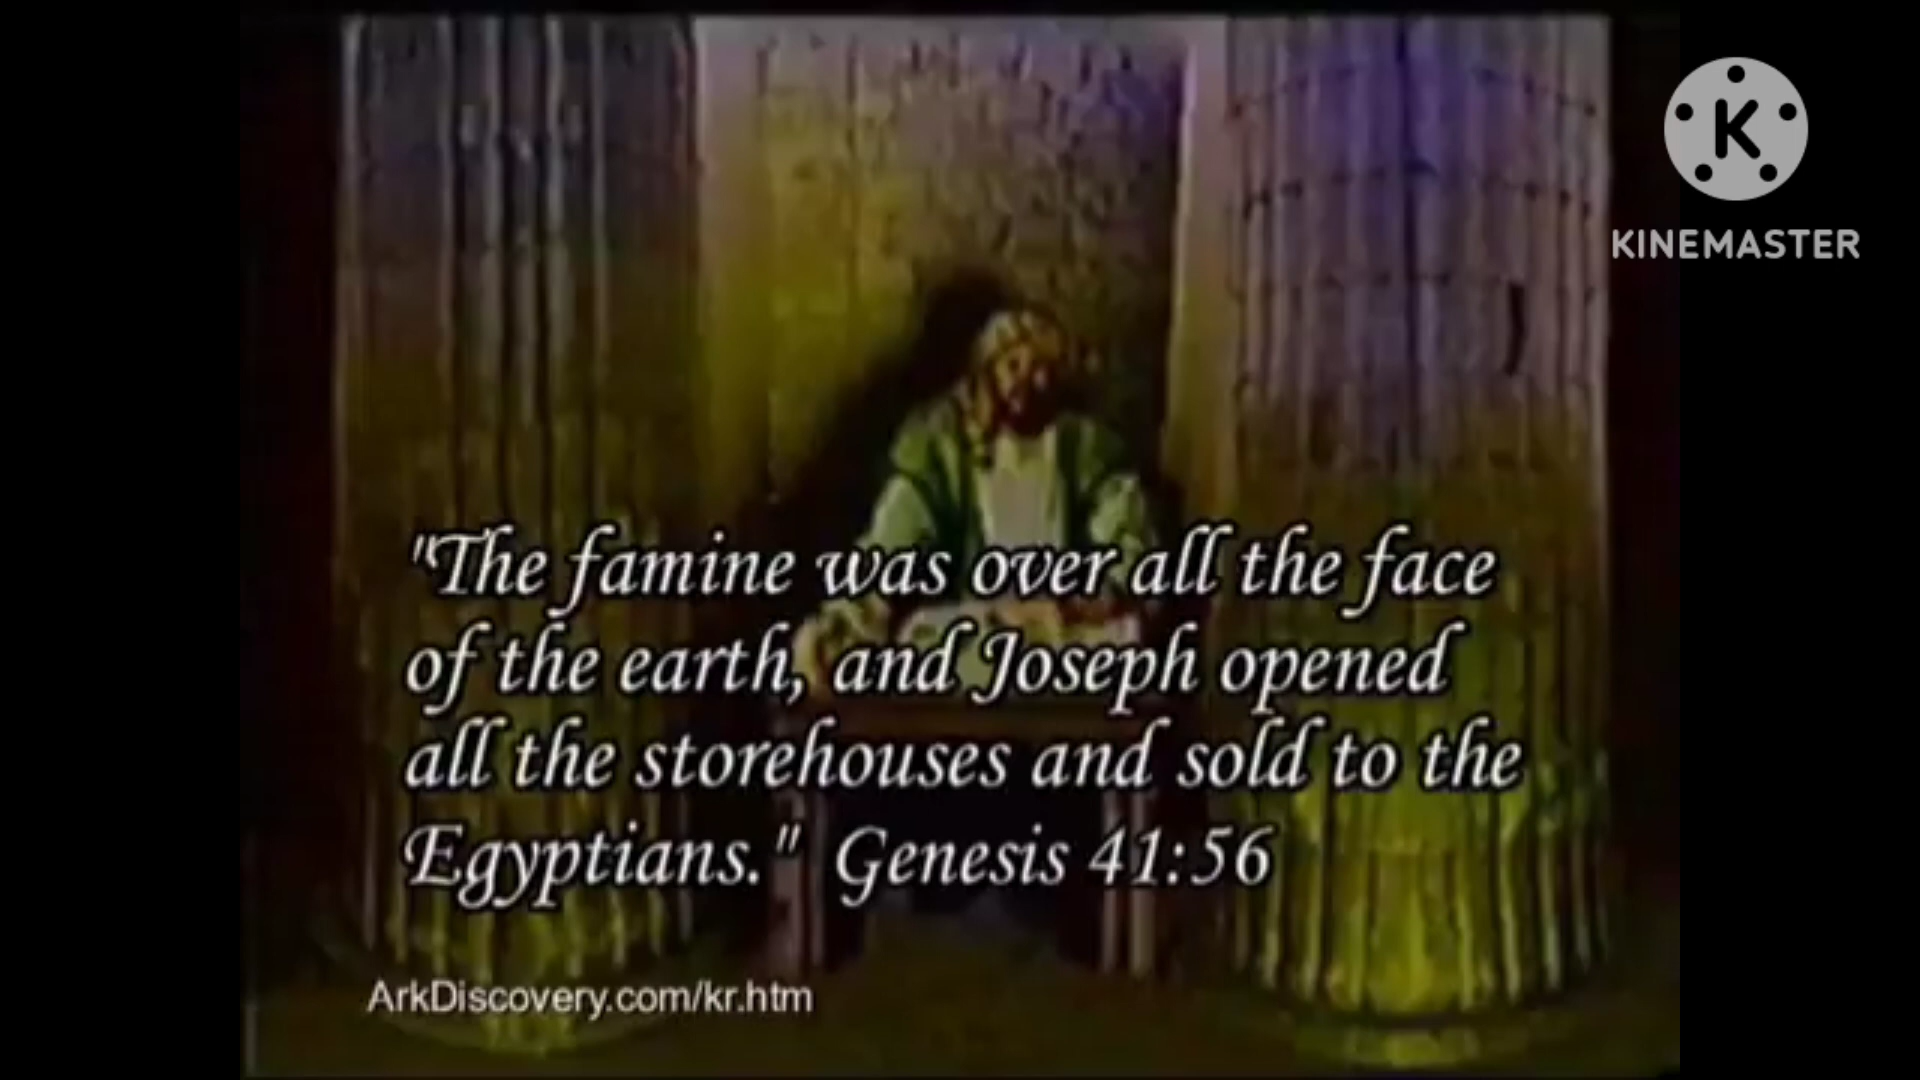 K
KINEMASTER
"The famine was over all the face
of the earth, and Joseph opened
all the storehouses and sold to the
Egyptians." Genesis 41:56
ArkDiscovery.com/kr.htm